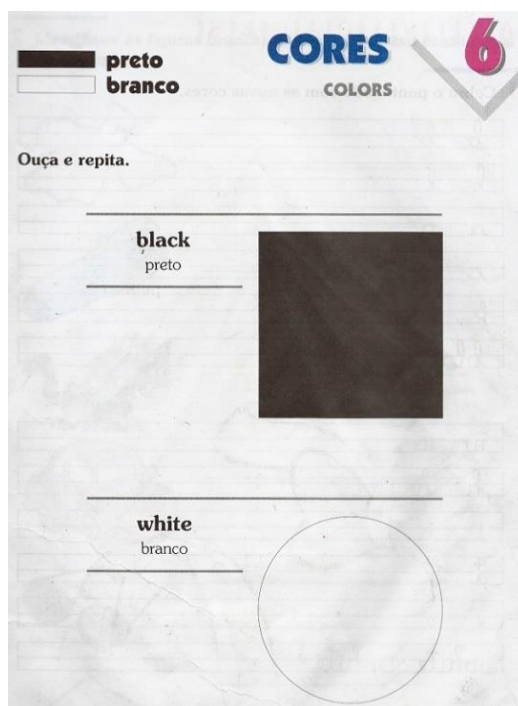 CORES
6
COLORS
preto
branco
Ouça e repita.
black
preto
white
branco